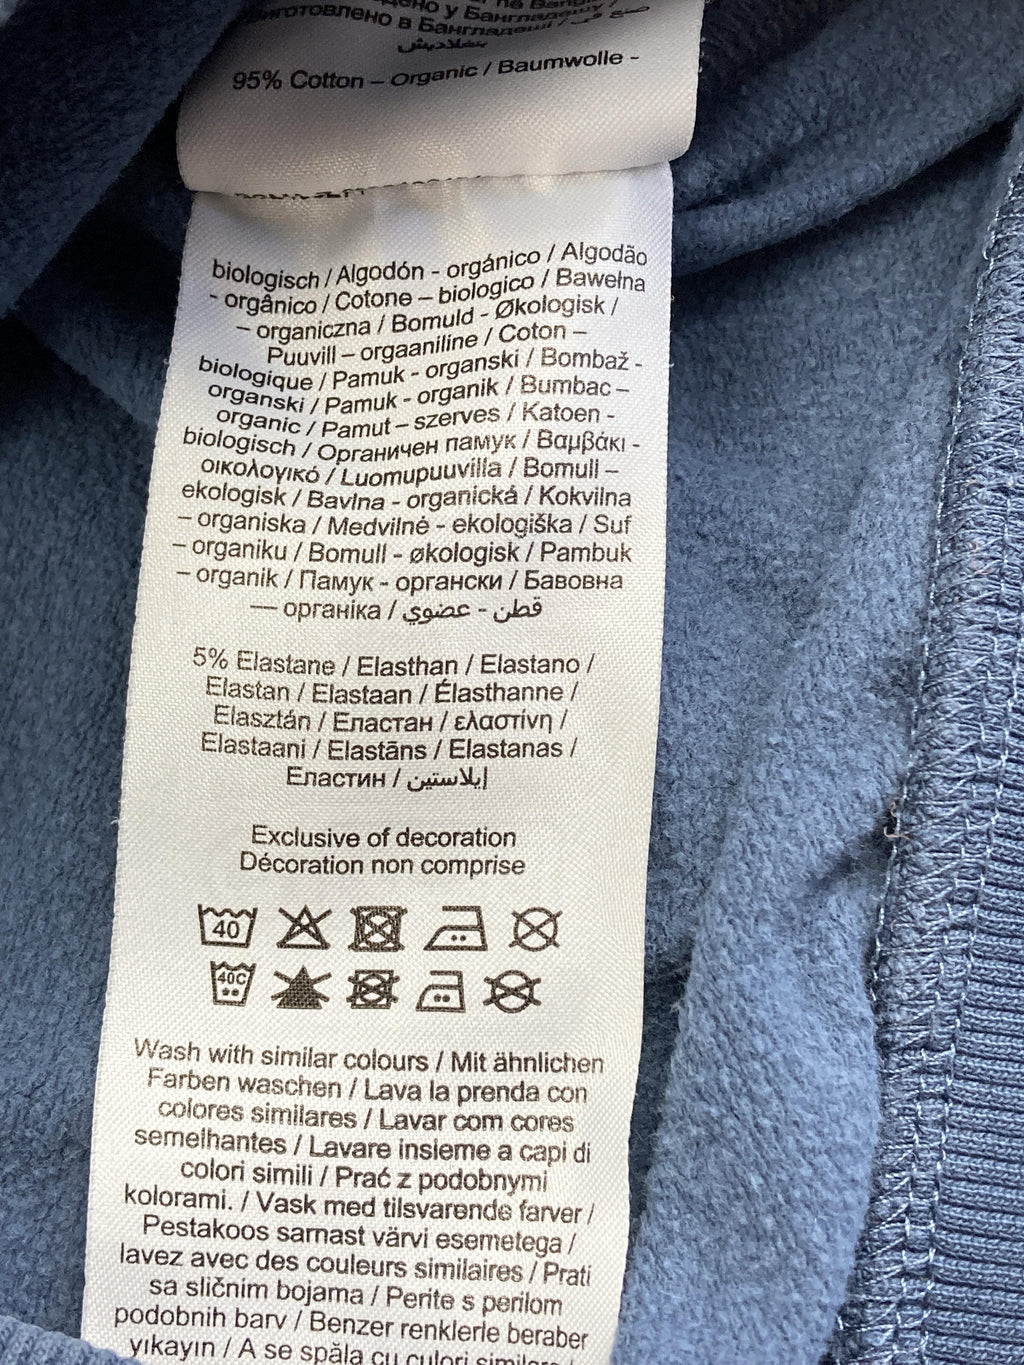 у Бангладешу /
в Бангладеші /
بنغلاديش
95% Cotton – Organic / Baumwolle -
biologisch / Algodón - orgánico / Algodão
- orgânico / Cotone – biologico / Bawełna
– organiczna / Bomuld - Økologisk /
Puuvill – orgaaniline / Coton –
biologique / Pamuk - organski / Bombaž -
organski / Pamuk - organik / Bumbac –
organic / Pamut – szerves / Katoen -
biologisch / Органичен памук / Βαμβάκι -
οικολογικό / Luomupuuvilla / Bomull –
ekologisk / Bavlna - organická / Kokvilna
– organiska / Medvilnė - ekologiška / Suf
– organiku / Bomull - økologisk / Pambuk
– organik / Памук - органски / Бавовна
— органіка / قطن - عضوي
5% Elastane / Elasthan / Elastano /
Elastan / Elastaan / Élasthanne /
Elasztán / Еластан / ελαστίνη /
Elastaani / Elastāns / Elastanas /
Еластин / إيلاستين
Exclusive of decoration
Décoration non comprise
40
40C
Wash with similar colours / Mit ähnlichen
Farben waschen / Lava la prenda con
colores similares / Lavar com cores
semelhantes / Lavare insieme a capi di
colori simili / Prać z podobnymi
kolorami. / Vask med tilsvarende farver /
Pestakoos sarnast värvi esemetega /
lavez avec des couleurs similaires / Prati
sa sličnim bojama / Perite s perilom
podobnih barv / Benzer renklerle beraber
yıkayın / A se spăla cu culori similare /